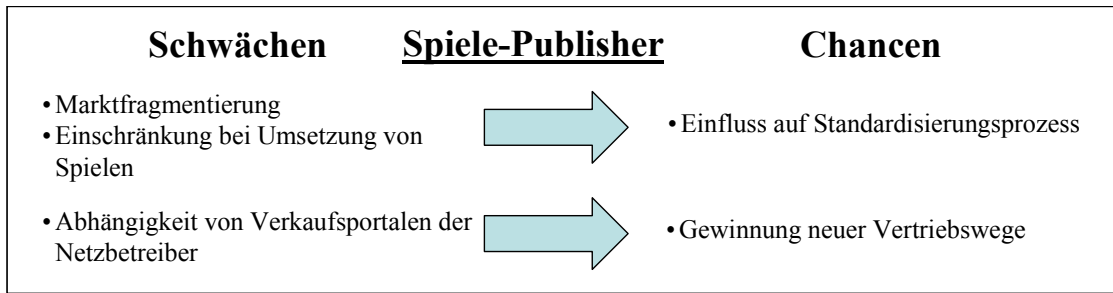 Schwächen Spiele-Publisher Chancen
• Marktfragmentierung
• Einschränkung bei Umsetzung von
Spielen
• Einfluss auf Standardisierungsprozess
• Abhängigkeit von Verkaufsportalen der
Netzbetreiber
• Gewinnung neuer Vertriebswege